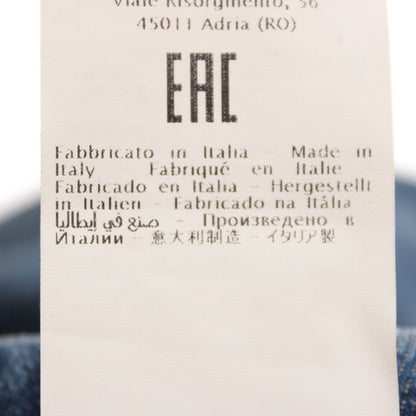 Viale Risorgimento, 56
45011 Adria (RO)
EAC
Fabbricato in Italia – Made in
Italy – Fabriqué en Italie –
Fabricado en Italia – Hergestellt
in Italien – Fabricado na Itália –
صنع في إيطاليا – Произведено в
Италии – 意大利制造 – イタリア製